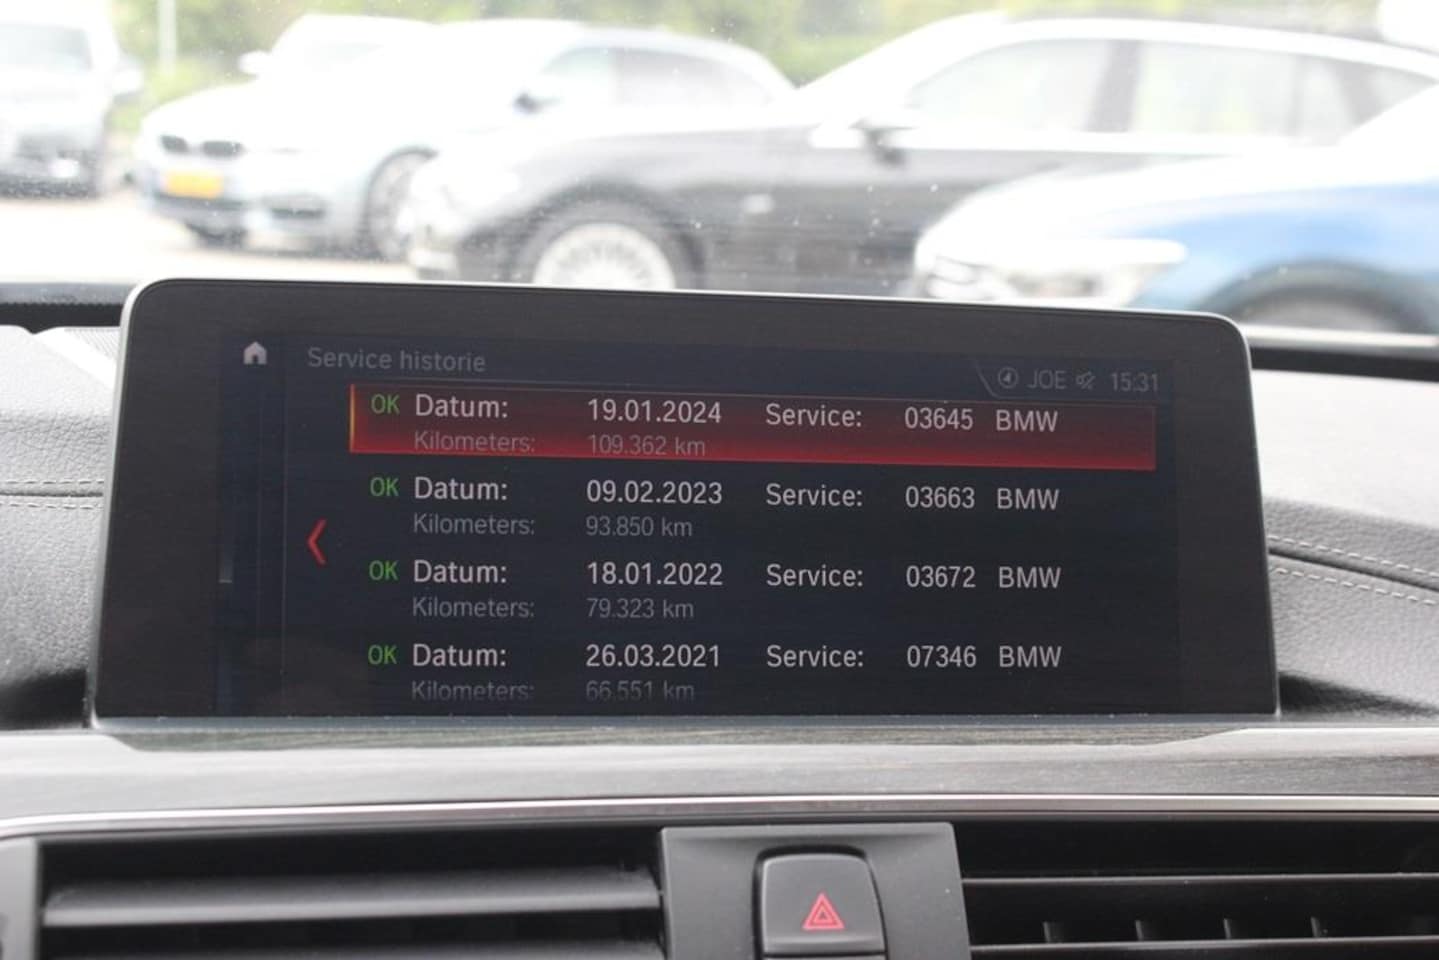 Service historie
JOE 15:31
OK Datum: 19.01.2024 Service: 03645 BMW
Kilometers: 109.362 km
OK Datum: 09.02.2023 Service: 03663 BMW
Kilometers: 93.850 km
OK Datum: 18.01.2022 Service: 03672 BMW
Kilometers: 79.323 km
OK Datum: 26.03.2021 Service: 07346 BMW
Kilometers: 66.551 km